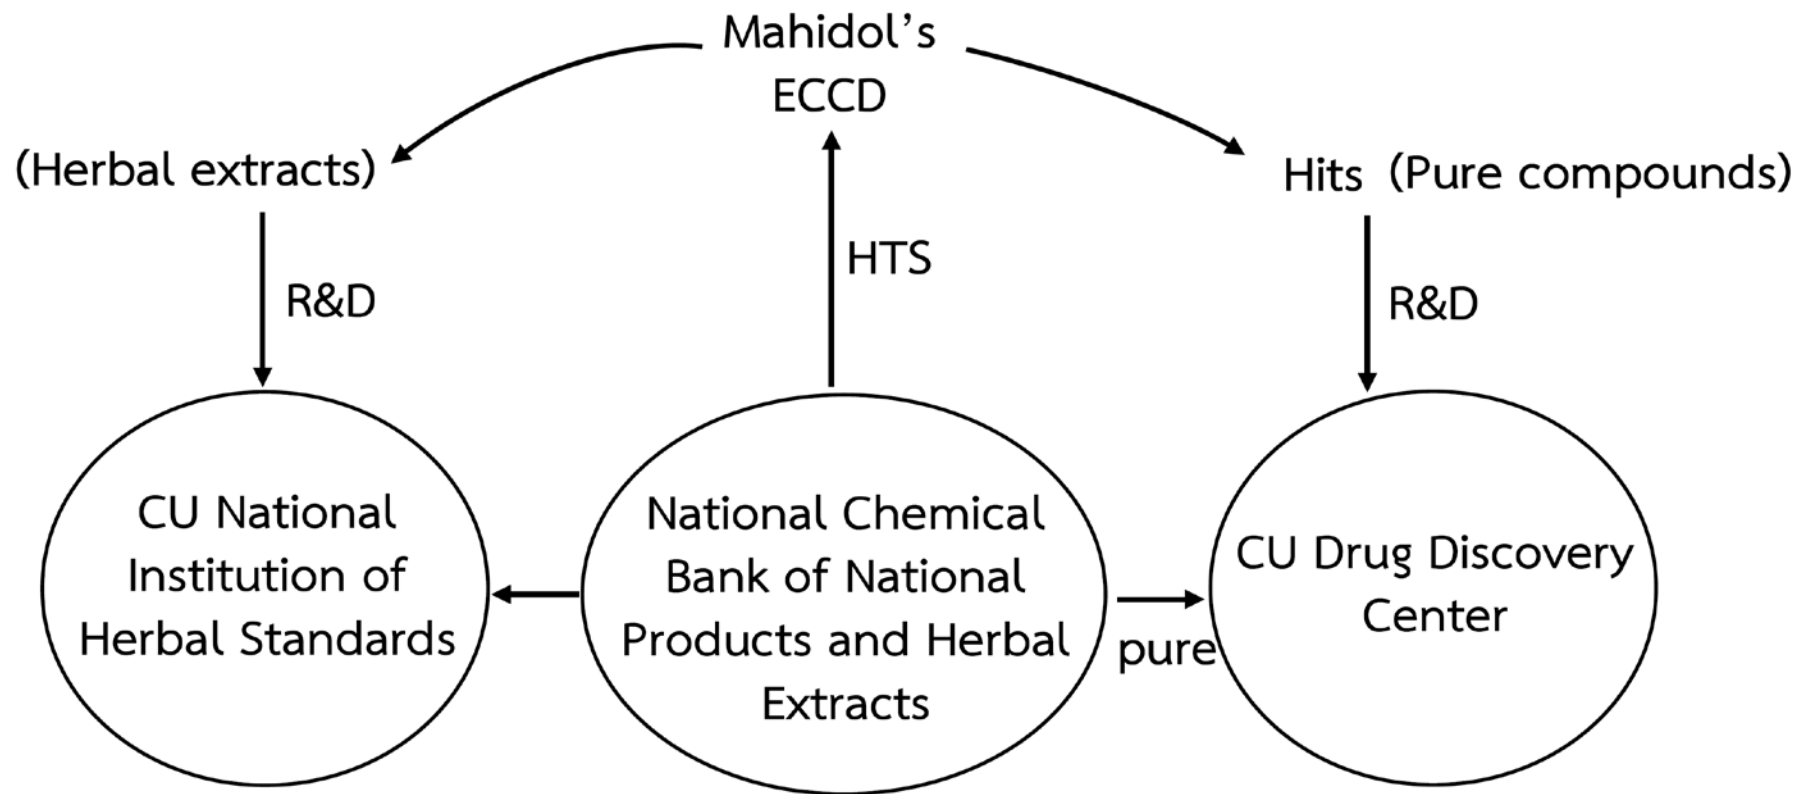 Mahidol’s
ECCD
(Herbal extracts)
Hits (Pure compounds)
HTS
R&D
R&D
CU National
Institution of
Herbal Standards
National Chemical
Bank of National
Products and Herbal
Extracts
pure
CU Drug Discovery
Center